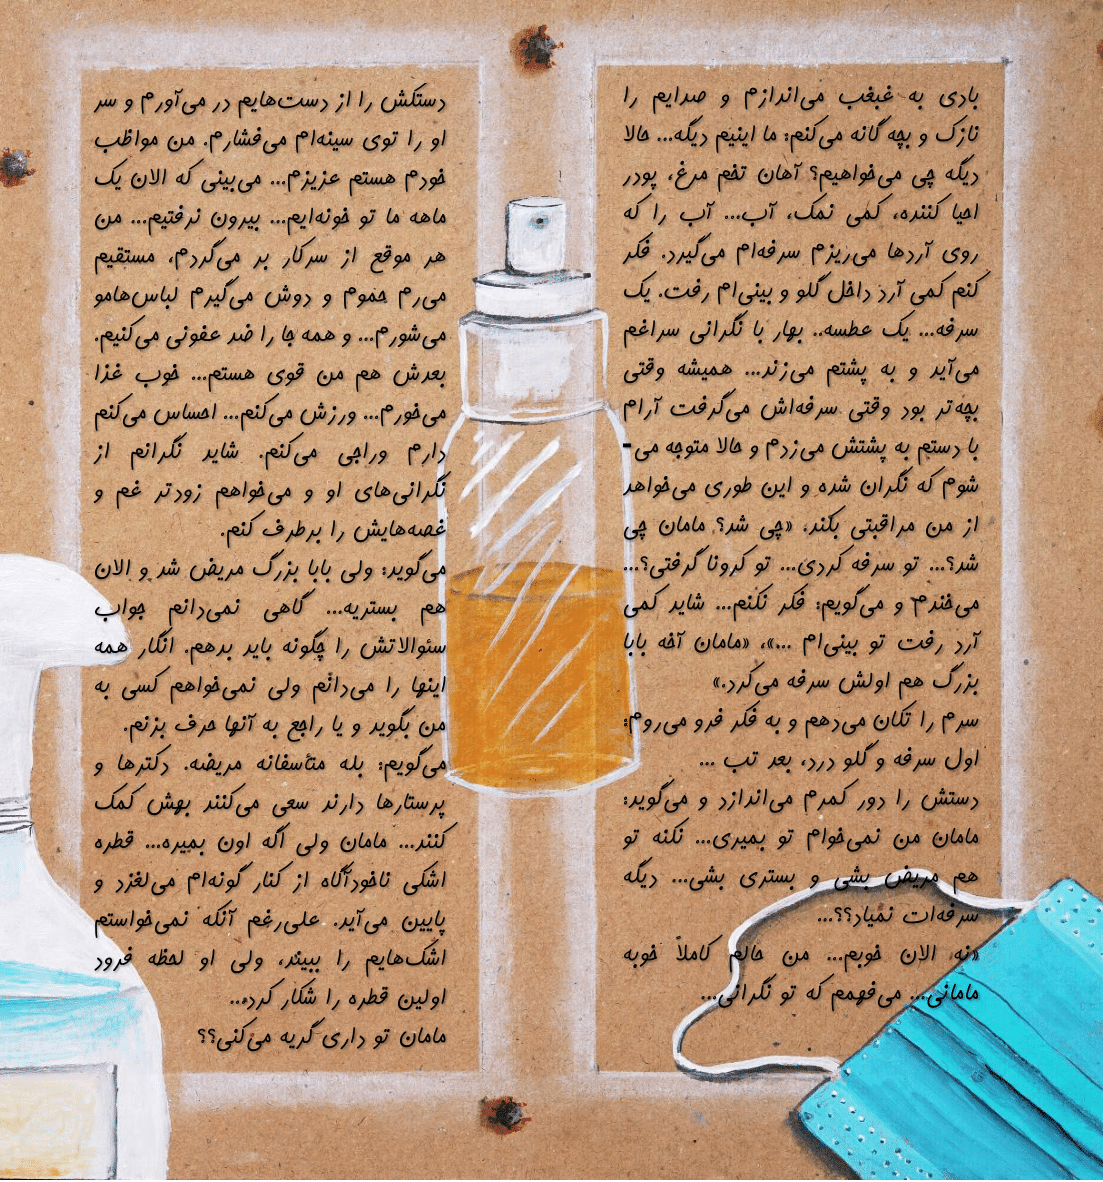 بادی به غبغب می‌اندازم و صدایم را
نازک و بچه گانه می‌کنم: ما اینیم دیگه... حالا
دیگه چی می‌خواهیم؟ آهان تخم مرغ، پودر
احیا کننده، کمی نمک، آب... آب را که
روی آردها می‌ریزم سرفه‌ام می‌گیرد. فکر
کنم کمی آرد داخل گلو و بینی‌ام رفت. یک
سرفه... یک عطسه.. بهار با نگرانی سراغم
می‌آید و به پشتم می‌زند... همیشه وقتی
بچه‌تر بود وقتی سرفه‌اش می‌گرفت آرام
با دستم به پشتش می‌زدم و حالا متوجه می-
شوم که نگران شده و این طوری می‌خواهد
از من مراقبتی بکند. «چی شد؟ مامان چی
شد؟... تو سرفه کردی... تو کرونا گرفتی؟...
می‌خندم و می‌گویم: فکر نکنم... شاید کمی
آرد رفت تو بینی‌ام ...»، «مامان آخه بابا
بزرگ هم اولش سرفه می‌کرد.»
سرم را تکان می‌دهم و به فکر فرو می‌روم:
اول سرفه و گلو درد، بعد تب ...
دستش را دور کمرم می‌اندازد و می‌گوید:
مامان من نمی‌خوام تو بمیری... نکنه تو
هم مریض بشی و بستری بشی... دیگه
سرفه‌ات نمیاد؟؟...
«نه الان خوبم... من حالم کاملاً خوبه
مامانی... می‌فهمم که تو نگرانی...
دستکش را از دست‌هایم در می‌آورم و سر
او را توی سینه‌ام می‌فشارم. من مواظب
خودم هستم عزیزم... می‌بینی که الان یک
ماهه ما تو خونه‌ایم... بیرون نرفتیم... من
هر موقع از سرکار بر می‌گردم، مستقیم
می‌رم حموم و دوش می‌گیرم لباس‌هامو
می‌شورم... و همه جا را ضد عفونی می‌کنیم.
بعدش هم من قوی هستم... خوب غذا
می‌خورم... ورزش می‌کنم... احساس می‌کنم
دارم وراجی می‌کنم. شاید نگرانم از
نگرانی‌های او و می‌خواهم زودتر غم و
غصه‌هایش را برطرف کنم.
می‌گوید: ولی بابا بزرگ مریض شد و الان
هم بستریه... گاهی نمی‌دانم جواب
سئوالاتش را چگونه باید بدهم. انگار همه
اینها را می‌دانم ولی نمی‌خواهم کسی به
من بگوید و یا راجع به آنها حرف بزنم.
می‌گویم: بله متأسفانه مریضه. دکترها و
پرستارها دارند سعی می‌کنند بهش کمک
کنند... مامان ولی اگه اون بمیره... قطره
اشکی ناخودآگاه از کنار گونه‌ام می‌لغزد و
پایین می‌آید. علی‌رغم آنکه نمی‌خواستم
اشک‌هایم را ببیند، ولی او لحظه فرود
اولین قطره را شکار کرد...
مامان تو داری گریه می‌کنی؟؟